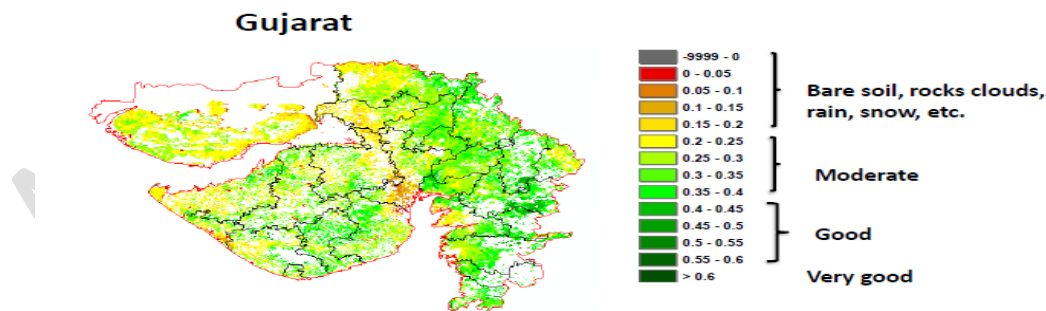 Gujarat
-9999 - 0
0 - 0.05
0.05 - 0.1
0.1 - 0.15
0.15 - 0.2
0.2 - 0.25
0.25 - 0.3
0.3 - 0.35
0.35 - 0.4
0.4 - 0.45
0.45 - 0.5
0.5 - 0.55
0.55 - 0.6
> 0.6
Bare soil, rocks clouds,
rain, snow, etc.
Moderate
Good
Very good